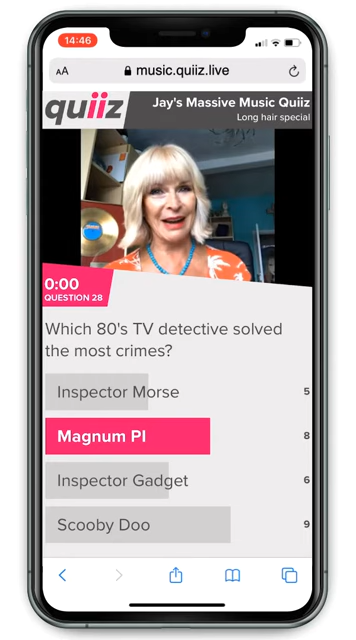 14:46
AA
music.quiiz.live
quiiz
Jay's Massive Music Quiiz
Long hair special
0:00
QUESTION 28
Which 80's TV detective solved
the most crimes?
Inspector Morse 5
Magnum PI 8
Inspector Gadget 6
Scooby Doo 9